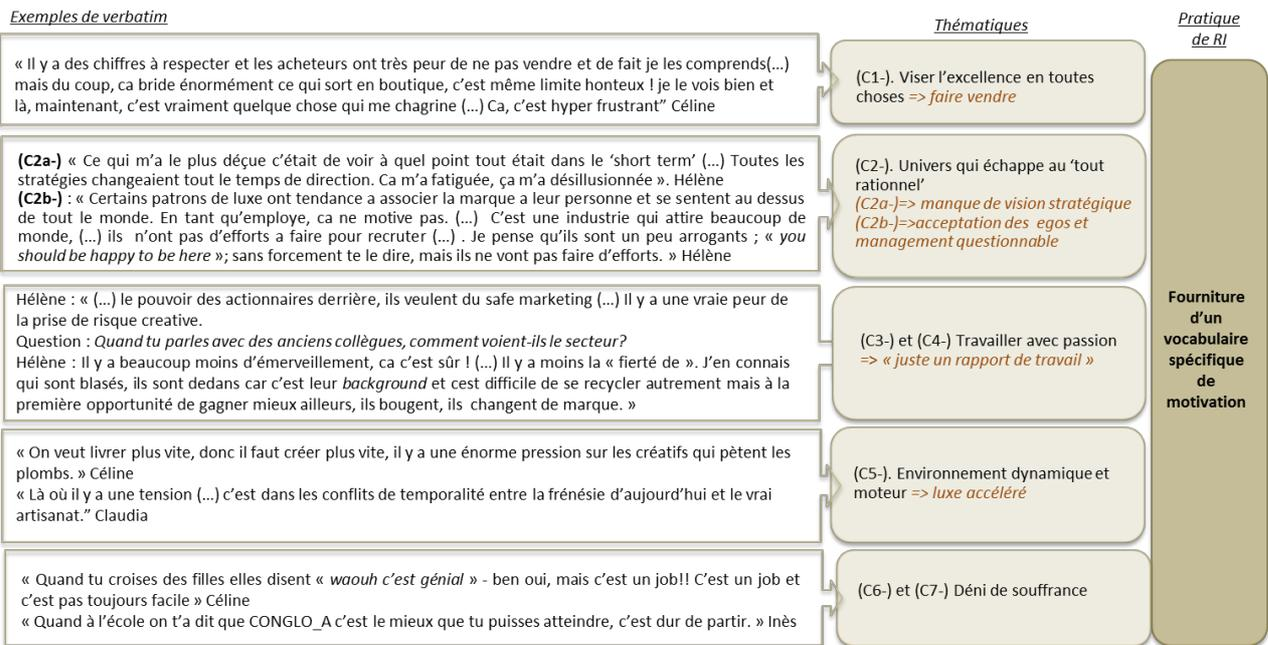 Exemples de verbatim
Thématiques
Pratique
de RI
« Il y a des chiffres à respecter et les acheteurs ont très peur de ne pas vendre et de fait je les comprends(…)
mais du coup, ca bride énormément ce qui sort en boutique, c’est même limite honteux ! je le vois bien et
là, maintenant, c’est vraiment quelque chose qui me chagrine (…) Ca, c’est hyper frustrant” Céline
(C1-). Viser l’excellence en toutes
choses => faire vendre
(C2a-) « Ce qui m’a le plus déçue c’était de voir à quel point tout était dans le ‘short term’ (…) Toutes les
stratégies changeaient tout le temps de direction. Ca m’a fatiguée, ça m’a désillusionnée ». Hélène
(C2b-) : « Certains patrons de luxe ont tendance a associer la marque a leur personne et se sentent au dessus
de tout le monde. En tant qu’employe, ca ne motive pas. (…) C’est une industrie qui attire beaucoup de
monde, (…) ils n’ont pas d’efforts a faire pour recruter (…) . Je pense qu’ils sont un peu arrogants ; « you
should be happy to be here »; sans forcement te le dire, mais ils ne vont pas faire d’efforts. » Hélène
(C2-). Univers qui échappe au ‘tout
rationnel’
(C2a-)=> manque de vision stratégique
(C2b-)=>acceptation des egos et
management questionnable
Hélène : « (…) le pouvoir des actionnaires derrière, ils veulent du safe marketing (…) Il y a une vraie peur de
la prise de risque creative.
Question : Quand tu parles avec des anciens collègues, comment voient-ils le secteur?
Hélène : Il y a beaucoup moins d’émerveillement, ca c’est sûr ! (…) Il y a moins la « fierté de ». J’en connais
qui sont blasés, ils sont dedans car c’est leur background et cest difficile de se recycler autrement mais à la
première opportunité de gagner mieux ailleurs, ils bougent, ils changent de marque. »
(C3-) et (C4-) Travailler avec passion
=> « juste un rapport de travail »
Fourniture
d’un
vocabulaire
spécifique
de
motivation
« On veut livrer plus vite, donc il faut créer plus vite, il y a une énorme pression sur les créatifs qui pètent les
plombs. » Céline
« Là où il y a une tension (…) c’est dans les conflits de temporalité entre la frénésie d’aujourd’hui et le vrai
artisanat.” Claudia
(C5-). Environnement dynamique et
moteur => luxe accéléré
« Quand tu croises des filles elles disent « waouh c’est génial » - ben oui, mais c’est un job!! C’est un job et
c’est pas toujours facile » Céline
« Quand à l’école on t’a dit que CONGLO_A c’est le mieux que tu puisses atteindre, c’est dur de partir. » Inès
(C6-) et (C7-) Déni de souffrance